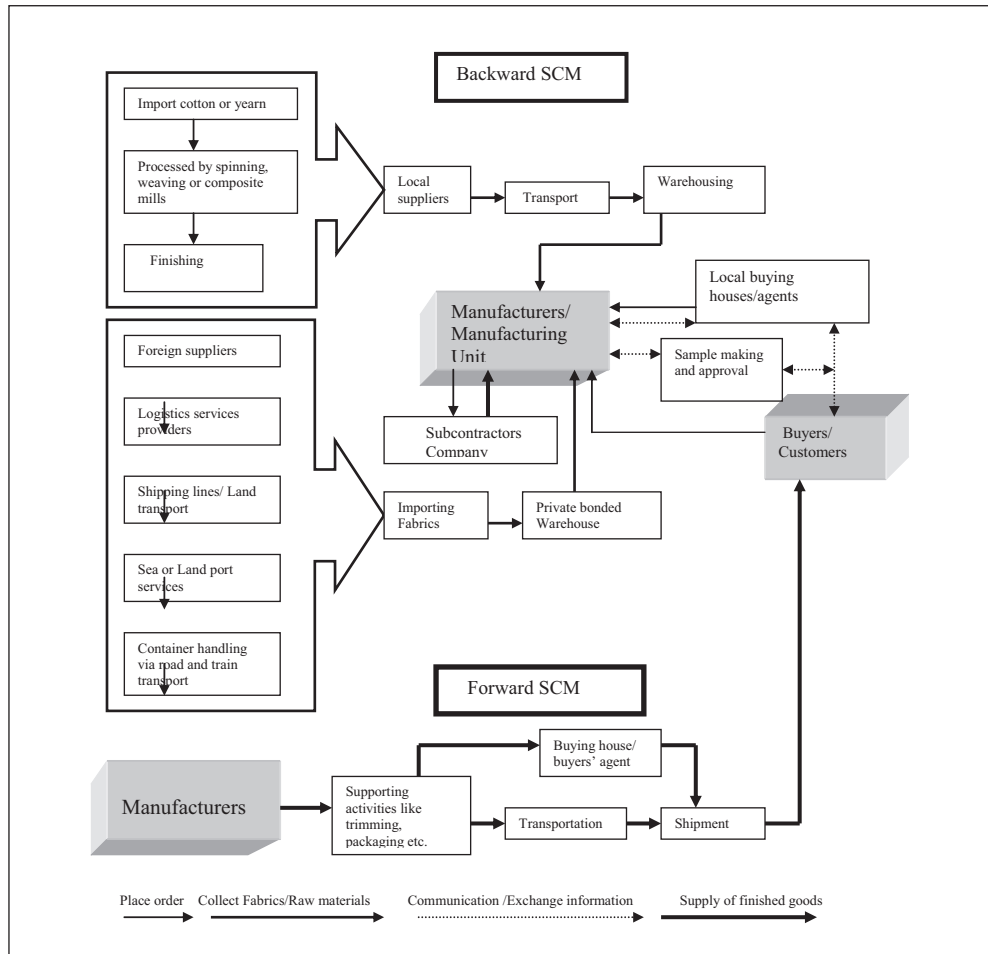 Backward SCM
Import cotton or yearn
Processed by spinning,
weaving or composite
mills
Finishing
Local
suppliers
Transport
Warehousing
Local buying
houses/agents
Manufacturers/
Manufacturing
Unit
Sample making
and approval
Foreign suppliers
Logistics services
providers
Subcontractors
Company
Buyers/
Customers
Shipping lines/ Land
transport
Importing
Fabrics
Private bonded
Warehouse
Sea or Land port
services
Container handling
via road and train
transport
Forward SCM
Manufacturers
Supporting
activities like
trimming,
packaging etc.
Buying house/
buyers' agent
Transportation
Shipment
Place order
Collect Fabrics/Raw materials
Communication /Exchange information
Supply of finished goods